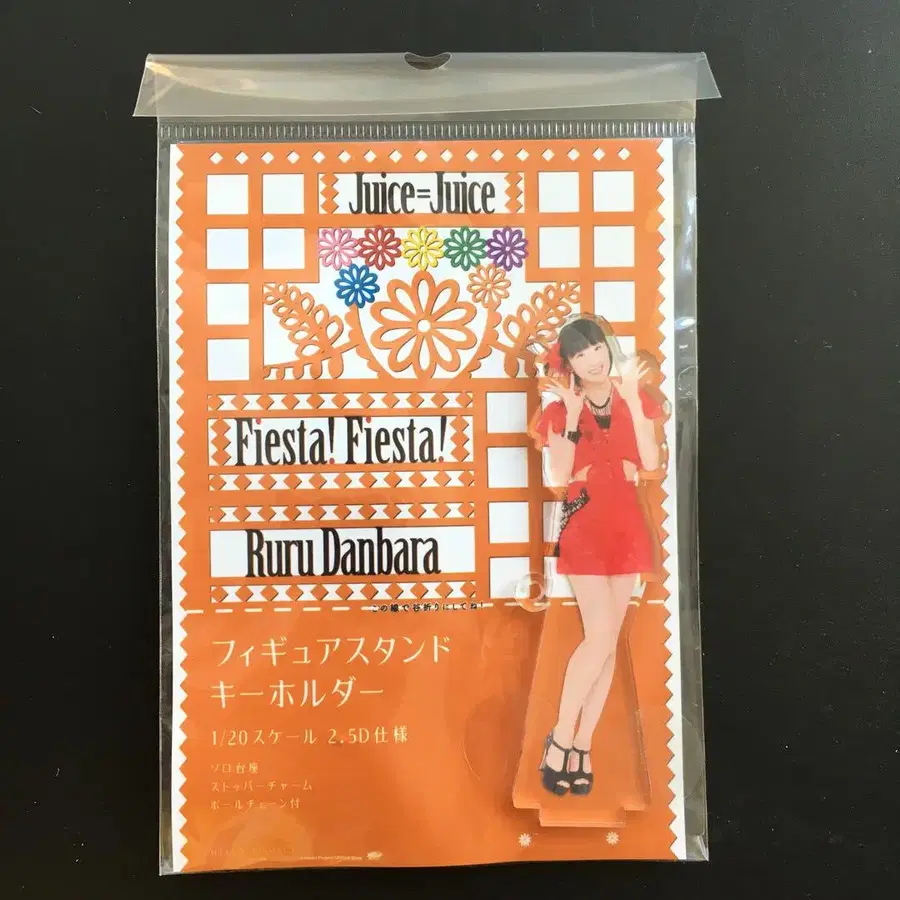 Juice=Juice
Fiesta! Fiesta!
Ruru Danbara
この線で谷折りにしてね!
フィギュアスタンド
キーホルダー
1/20スケール 2.5D仕様
ソロ台座
ストッパーチャーム
ボールチェーン付